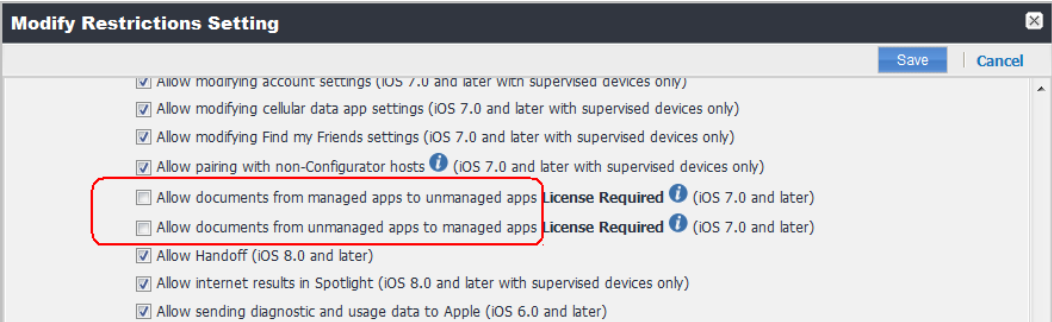 Modify Restrictions Setting
Save Cancel
Allow modifying account settings (iOS 7.0 and later with supervised devices only)
Allow modifying cellular data app settings (iOS 7.0 and later with supervised devices only)
Allow modifying Find my Friends settings (iOS 7.0 and later with supervised devices only)
Allow pairing with non-Configurator hosts i (iOS 7.0 and later with supervised devices only)
Allow documents from managed apps to unmanaged apps License Required i (iOS 7.0 and later)
Allow documents from unmanaged apps to managed apps License Required i (iOS 7.0 and later)
Allow Handoff (iOS 8.0 and later)
Allow internet results in Spotlight (iOS 8.0 and later with supervised devices only)
Allow sending diagnostic and usage data to Apple (iOS 6.0 and later)